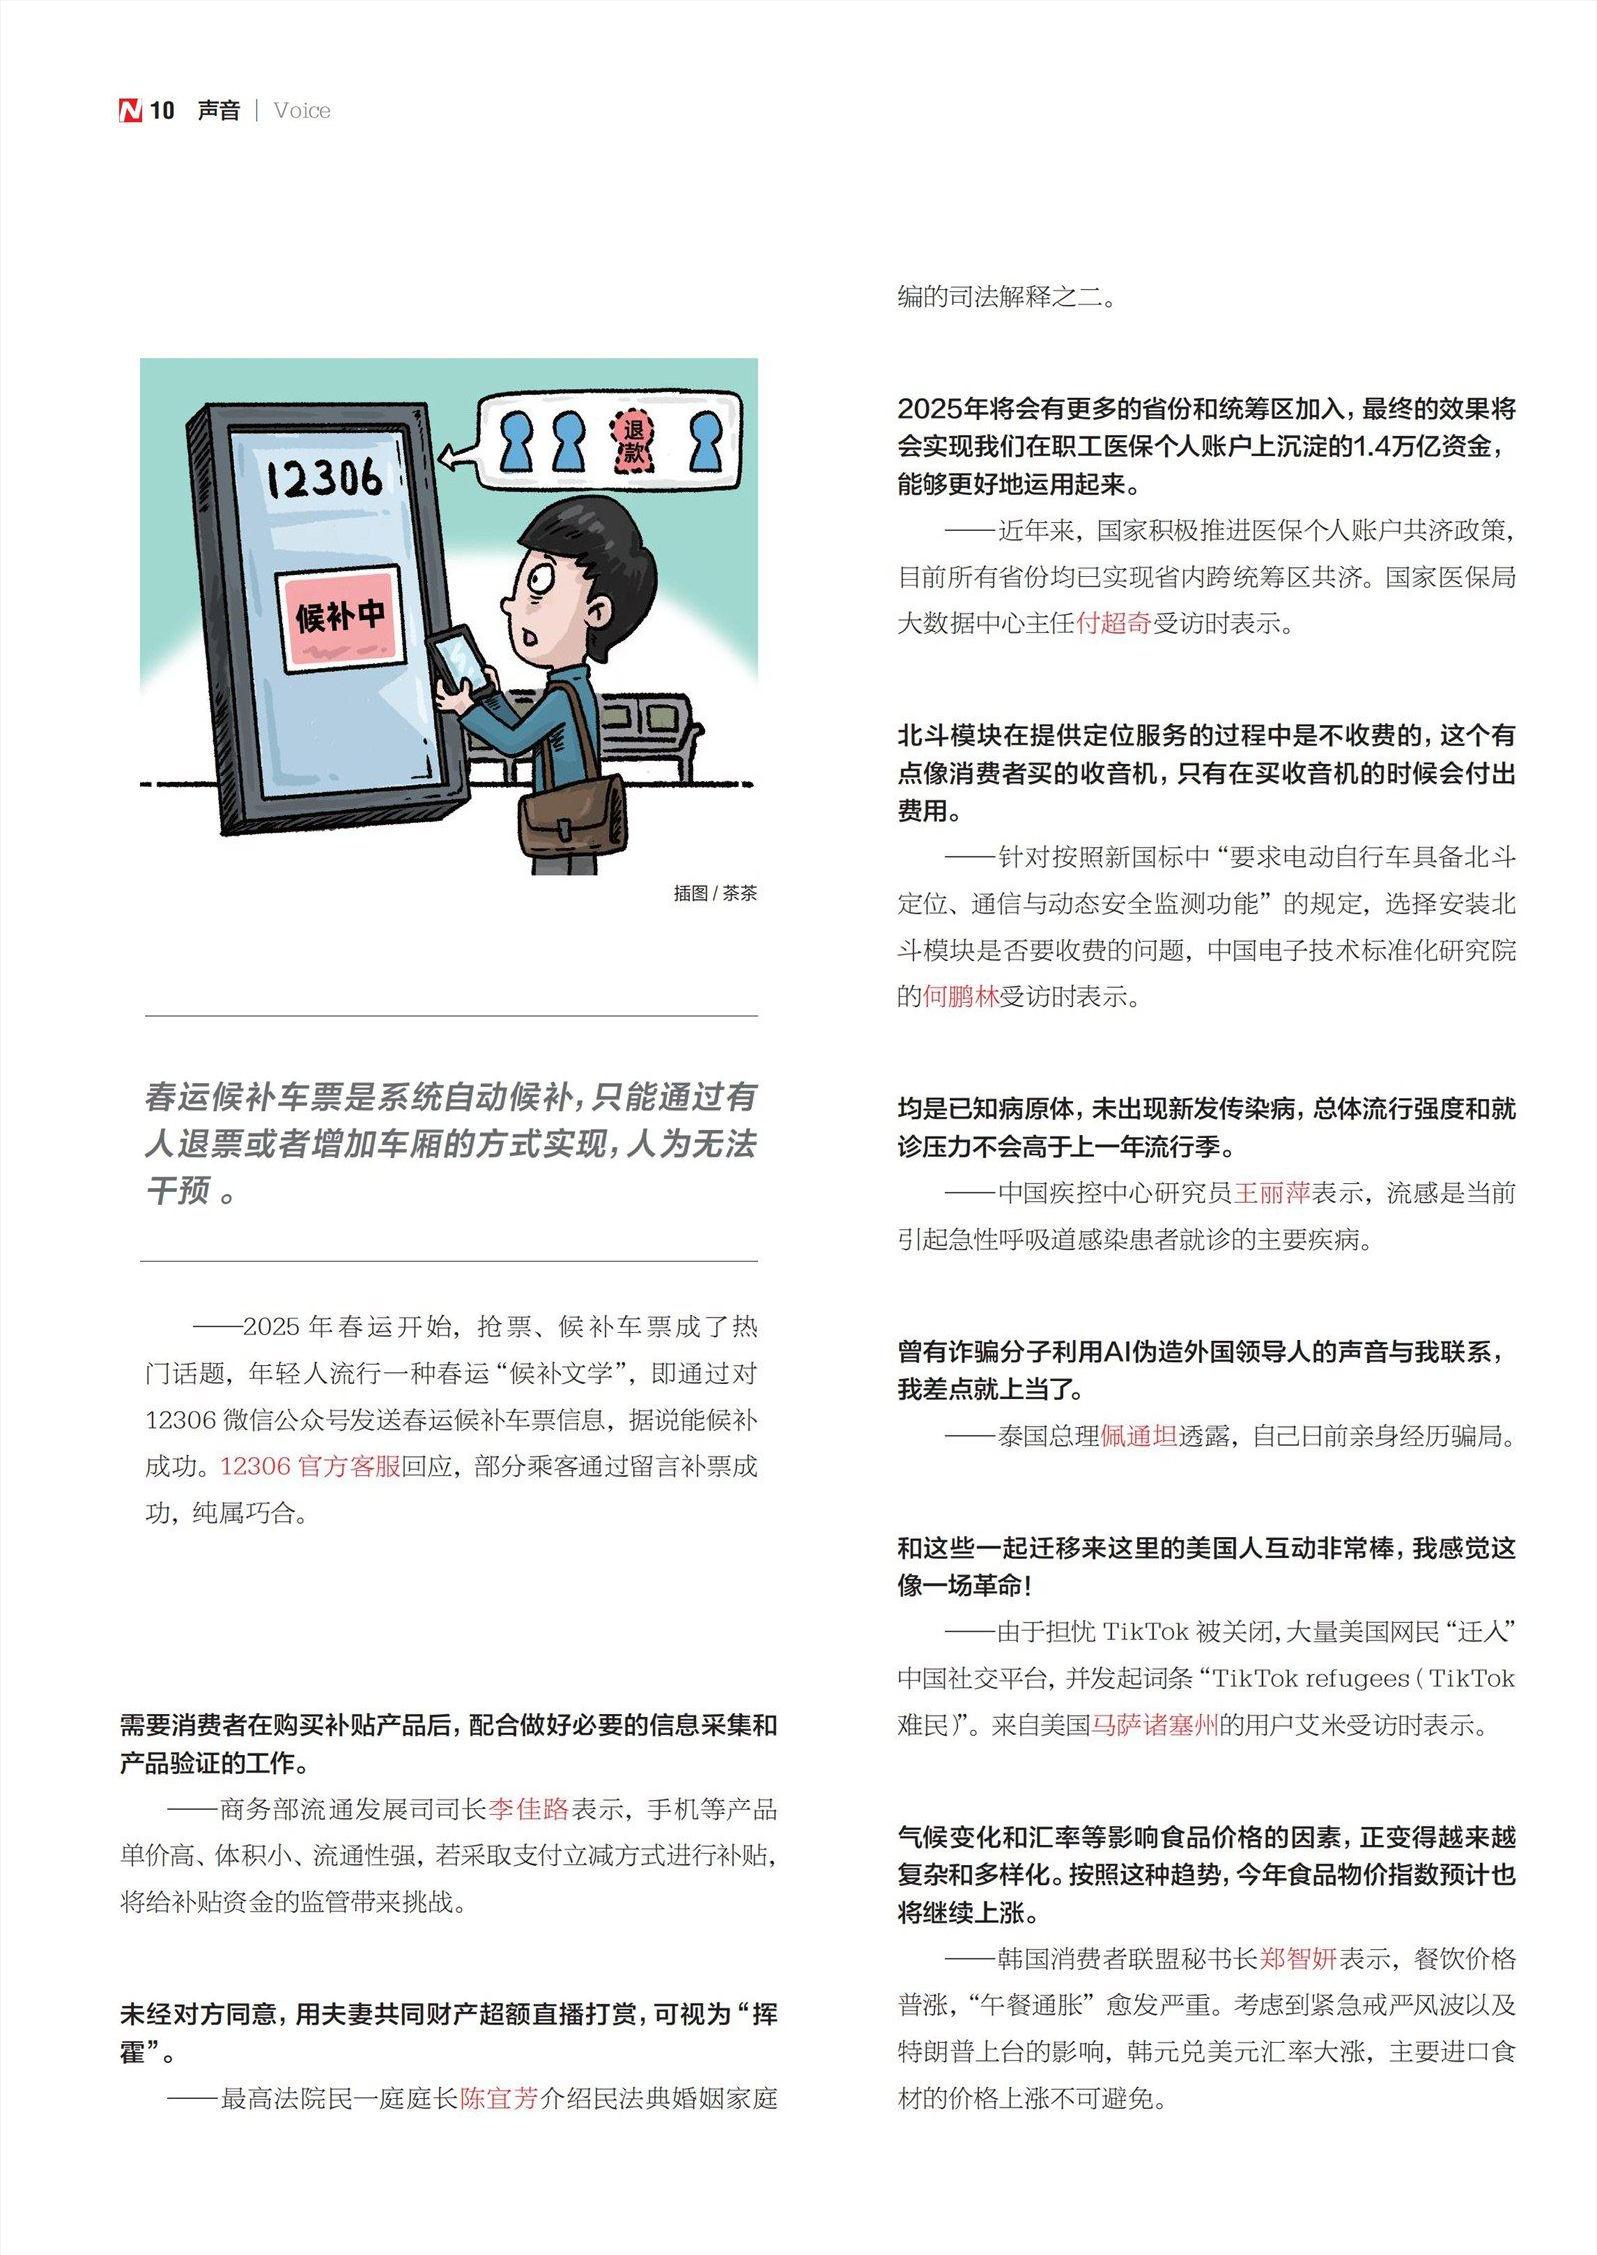 N 10 声音 | Voice
12306
候补中
退
款
插图 / 茶茶
春运候补车票是系统自动候补，只能通过有
人退票或者增加车厢的方式实现，人为无法
干预 。
——2025 年春运开始，抢票、候补车票成了热
门话题，年轻人流行一种春运“候补文学”，即通过对
12306 微信公众号发送春运候补车票信息，据说能候补
成功。12306 官方客服回应，部分乘客通过留言补票成
功，纯属巧合。
需要消费者在购买补贴产品后，配合做好必要的信息采集和
产品验证的工作。
——商务部流通发展司司长李佳路表示，手机等产品
单价高、体积小、流通性强，若采取支付立减方式进行补贴，
将给补贴资金的监管带来挑战。
未经对方同意，用夫妻共同财产超额直播打赏，可视为“挥
霍”。
——最高法院民一庭庭长陈宜芳介绍民法典婚姻家庭
编的司法解释之二。
2025年将会有更多的省份和统筹区加入，最终的效果将
会实现我们在职工医保个人账户上沉淀的1.4万亿资金，
能够更好地运用起来。
——近年来，国家积极推进医保个人账户共济政策，
目前所有省份均已实现省内跨统筹区共济。国家医保局
大数据中心主任付超奇受访时表示。
北斗模块在提供定位服务的过程中是不收费的，这个有
点像消费者买的收音机，只有在买收音机的时候会付出
费用。
——针对按照新国标中“要求电动自行车具备北斗
定位、通信与动态安全监测功能”的规定，选择安装北
斗模块是否要收费的问题，中国电子技术标准化研究院
的何鹏林受访时表示。
均是已知病原体，未出现新发传染病，总体流行强度和就
诊压力不会高于上一年流行季。
——中国疾控中心研究员王丽萍表示，流感是当前
引起急性呼吸道感染患者就诊的主要疾病。
曾有诈骗分子利用AI伪造外国领导人的声音与我联系，
我差点就上当了。
——泰国总理佩通坦透露，自己日前亲身经历骗局。
和这些一起迁移来这里的美国人互动非常棒，我感觉这
像一场革命！
——由于担忧 TikTok 被关闭，大量美国网民“迁入”
中国社交平台，并发起词条“TikTok refugees（TikTok
难民）”。来自美国马萨诸塞州的用户艾米受访时表示。
气候变化和汇率等影响食品价格的因素，正变得越来越
复杂和多样化。按照这种趋势，今年食品物价指数预计也
将继续上涨。
——韩国消费者联盟秘书长郑智妍表示，餐饮价格
普涨，“午餐通胀”愈发严重。考虑到紧急戒严风波以及
特朗普上台的影响，韩元兑美元汇率大涨，主要进口食
材的价格上涨不可避免。